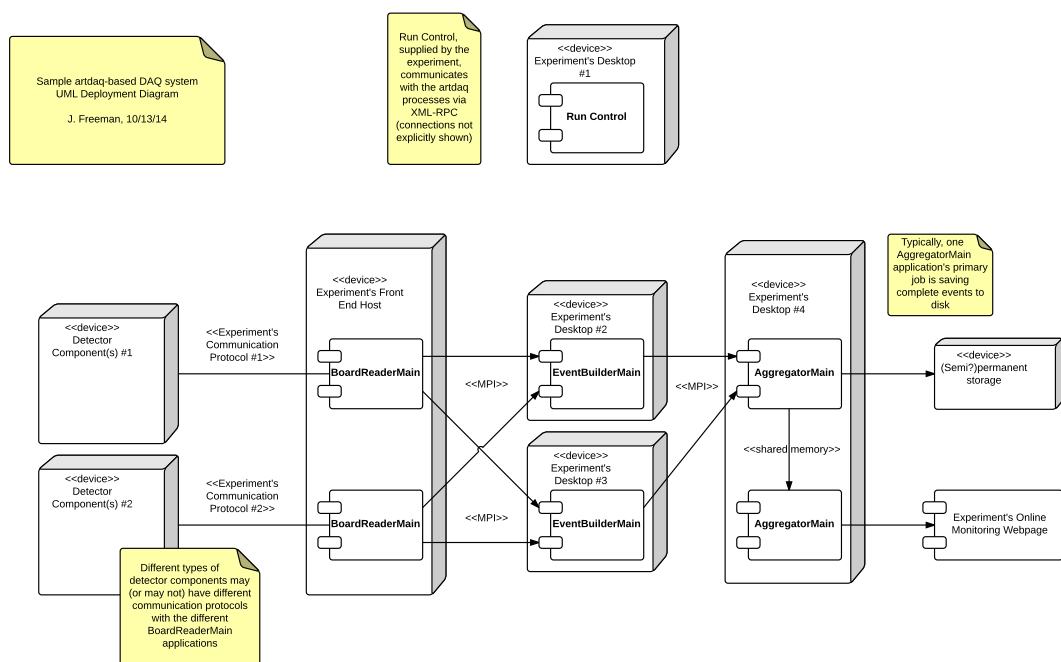 Sample artdaq-based DAQ system
UML Deployment Diagram
J. Freeman, 10/13/14
Run Control,
supplied by the
experiment,
communicates
with the artdaq
processes via
XML-RPC
(connections not
explicitly shown)
<<device>>
Experiment's Desktop
#1
Run Control
<<device>>
Detector
Component(s) #1
<<Experiment's
Communication
Protocol #1>>
<<device>>
Experiment's Front
End Host
BoardReaderMain
<<MPI>>
<<device>>
Experiment's
Desktop #2
EventBuilderMain
<<MPI>>
<<device>>
Experiment's
Desktop #4
AggregatorMain
Typically, one
AggregatorMain
application's primary
job is saving
complete events to
disk
<<device>>
(Semi?)permanent
storage
<<device>>
Detector
Component(s) #2
<<Experiment's
Communication
Protocol #2>>
BoardReaderMain
<<MPI>>
<<device>>
Experiment's
Desktop #3
EventBuilderMain
<<shared memory>>
AggregatorMain
Experiment's Online
Monitoring Webpage
Different types of
detector components may
(or may not) have different
communication protocols
with the different
BoardReaderMain
applications